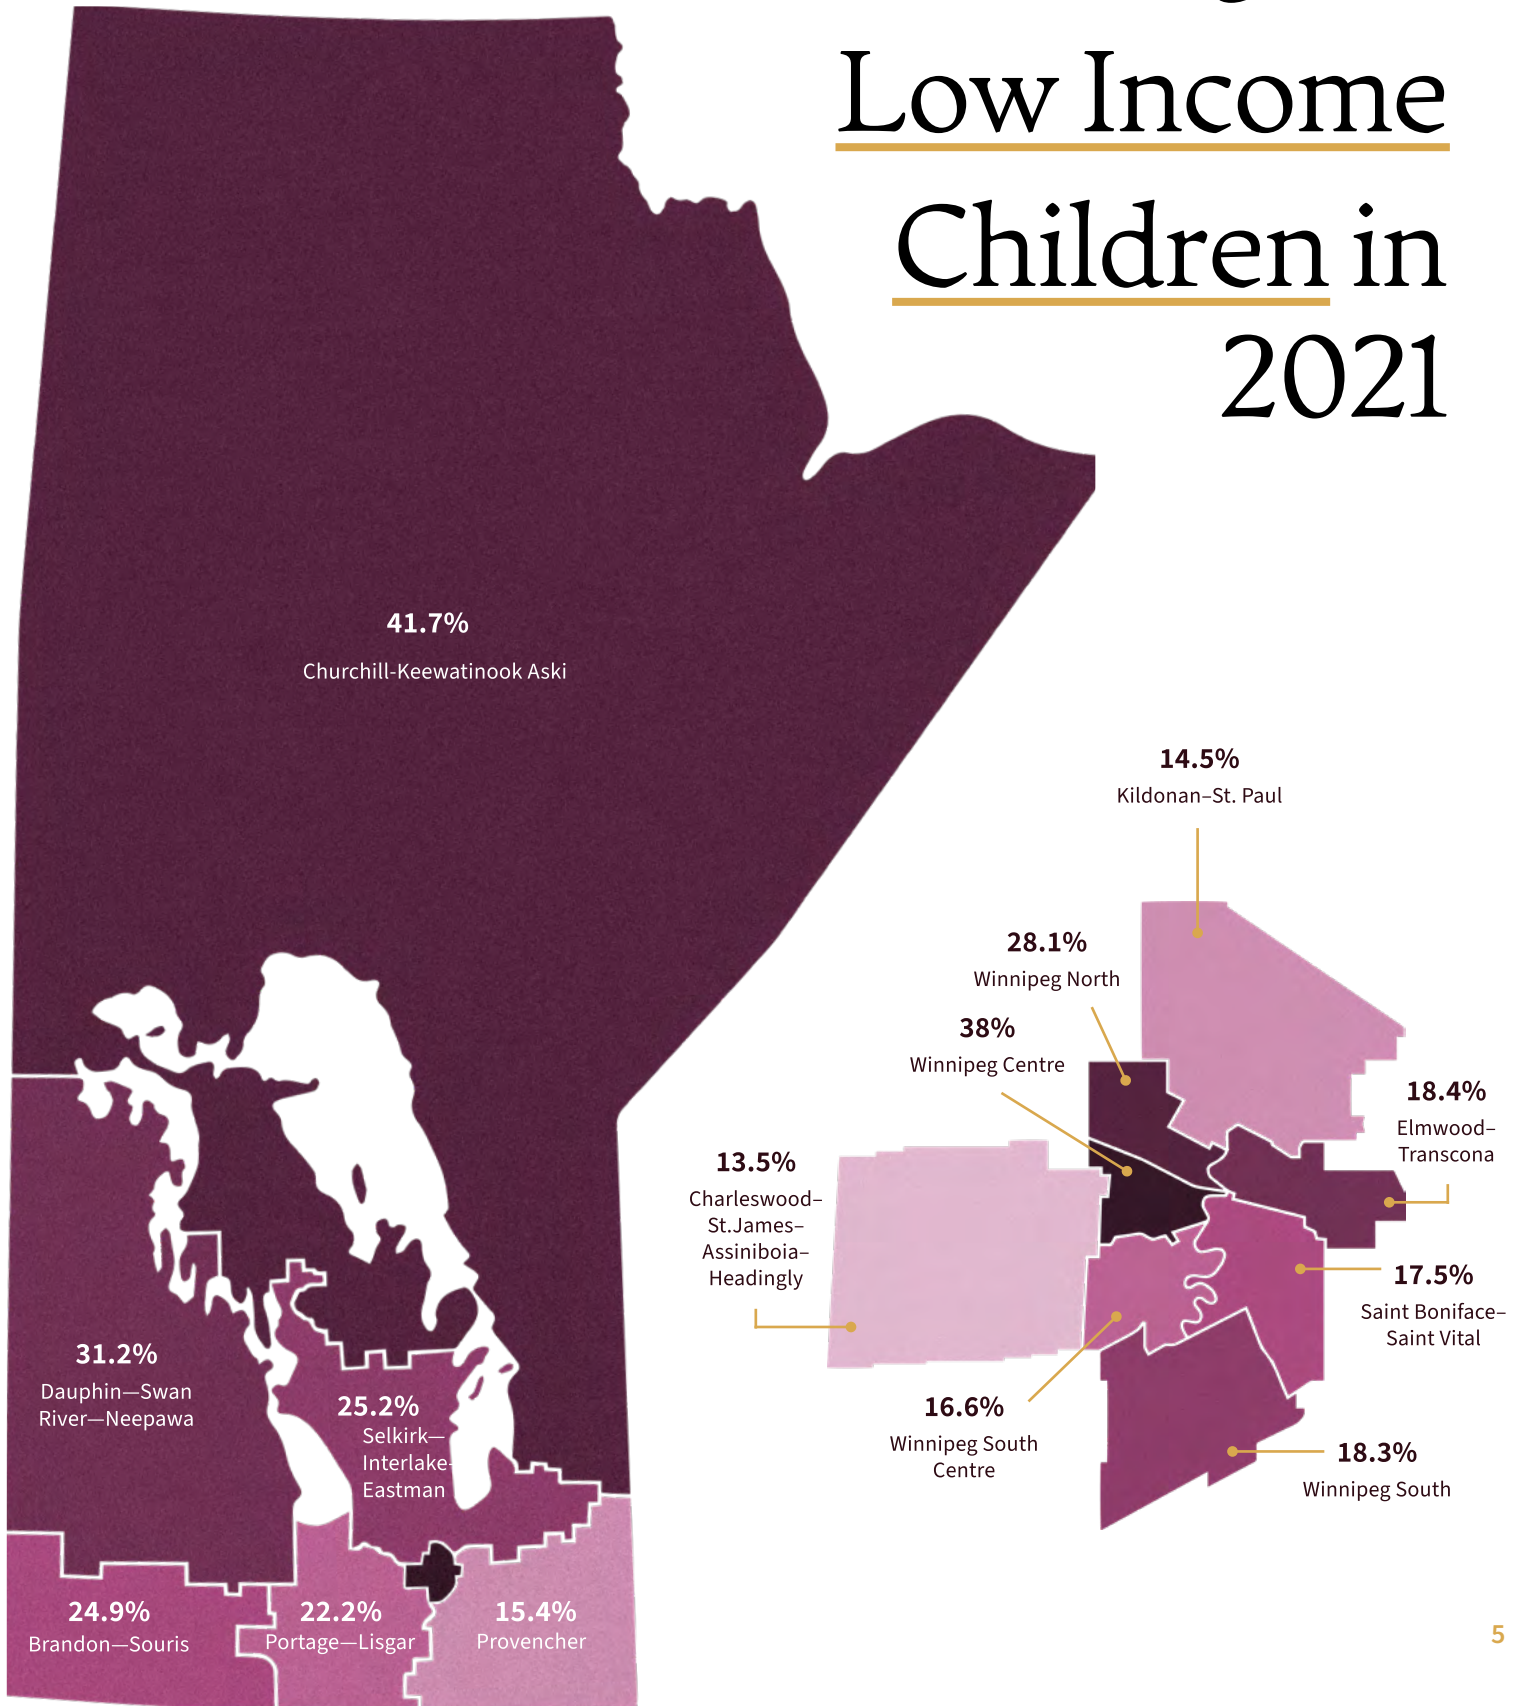 Low Income
Children in
2021
41.7%
Churchill-Keewatinook Aski
14.5%
Kildonan–St. Paul
28.1%
Winnipeg North
38%
Winnipeg Centre
18.4%
Elmwood–
Transcona
13.5%
Charleswood–
St.James–
Assiniboia–
Headingly
17.5%
Saint Boniface–
Saint Vital
16.6%
Winnipeg South
Centre
18.3%
Winnipeg South
31.2%
Dauphin—Swan
River—Neepawa
25.2%
Selkirk—
Interlake-
Eastman
24.9%
Brandon—Souris
22.2%
Portage—Lisgar
15.4%
Provencher
5